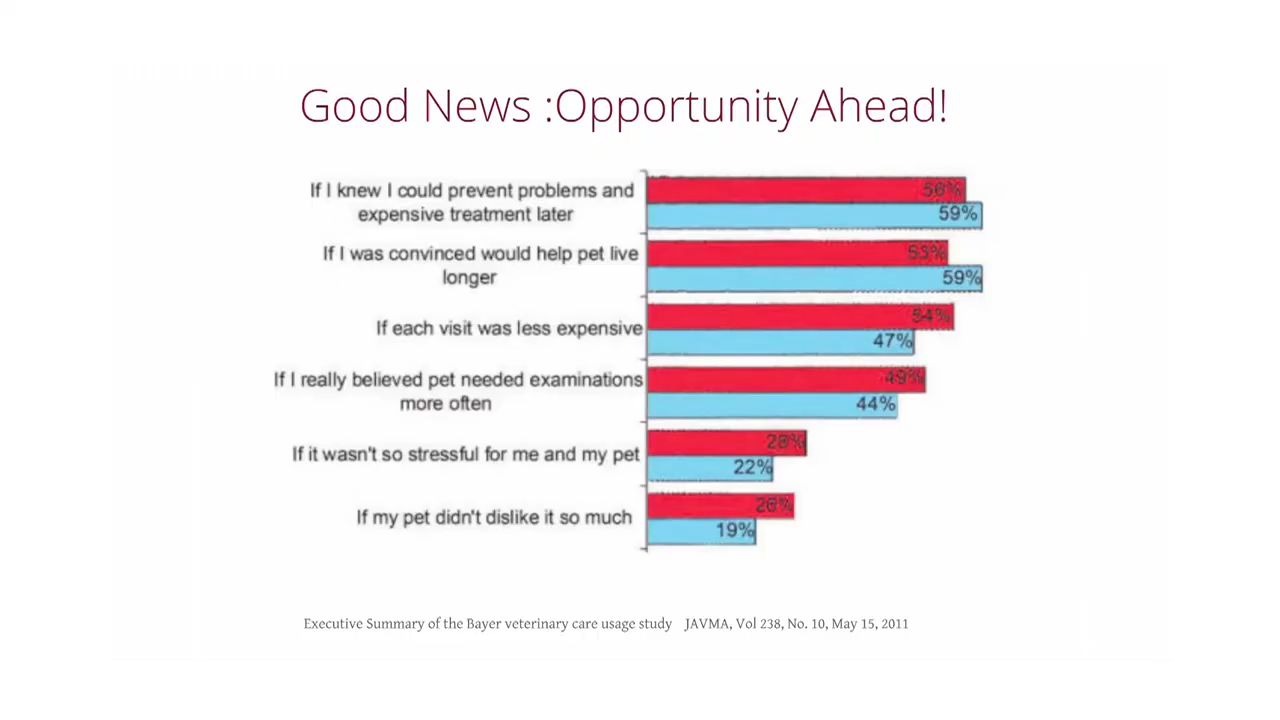 Good News :Opportunity Ahead!
If I knew I could prevent problems and
expensive treatment later
56%
59%
If I was convinced would help pet live
longer
53%
59%
If each visit was less expensive
54%
47%
If I really believed pet needed examinations
more often
49%
44%
If it wasn't so stressful for me and my pet
28%
22%
If my pet didn't dislike it so much
26%
19%
Executive Summary of the Bayer veterinary care usage study JAVMA, Vol 238, No. 10, May 15, 2011